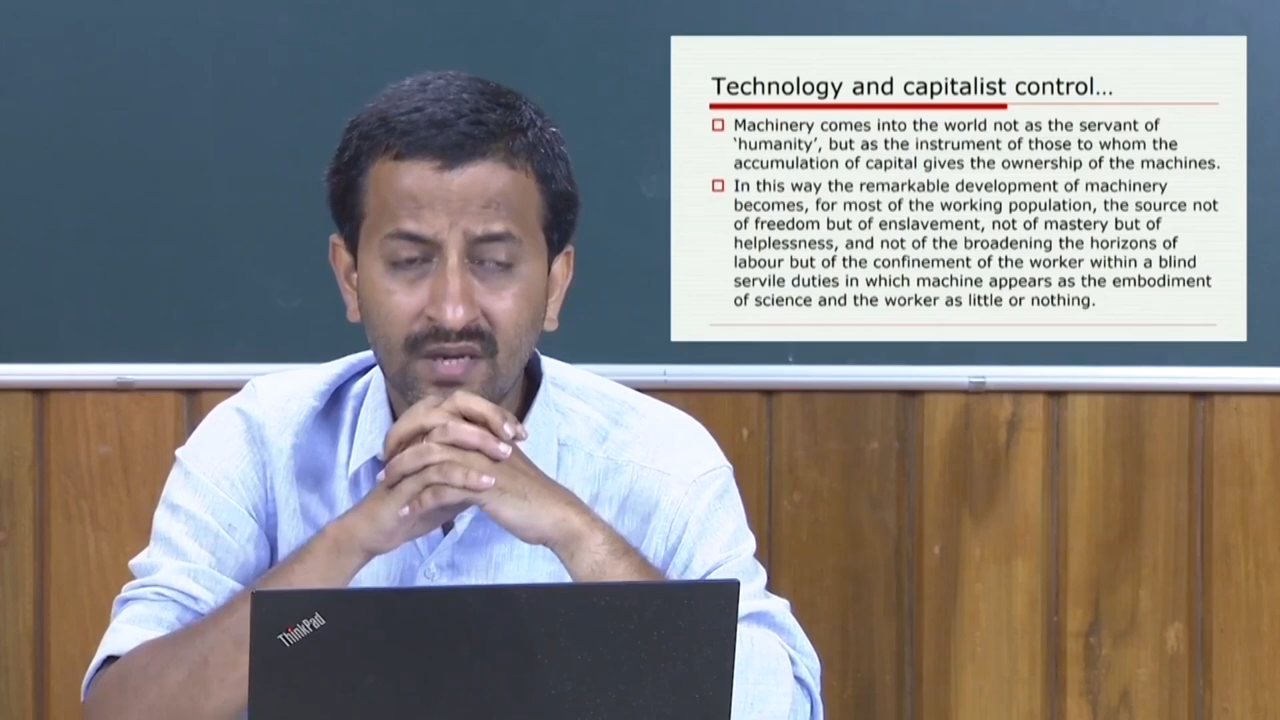 Technology and capitalist control…
Machinery comes into the world not as the servant of
‘humanity’, but as the instrument of those to whom the
accumulation of capital gives the ownership of the machines.
In this way the remarkable development of machinery
becomes, for most of the working population, the source not
of freedom but of enslavement, not of mastery but of
helplessness, and not of the broadening the horizons of
labour but of the confinement of the worker within a blind
servile duties in which machine appears as the embodiment
of science and the worker as little or nothing.
ThinkPad